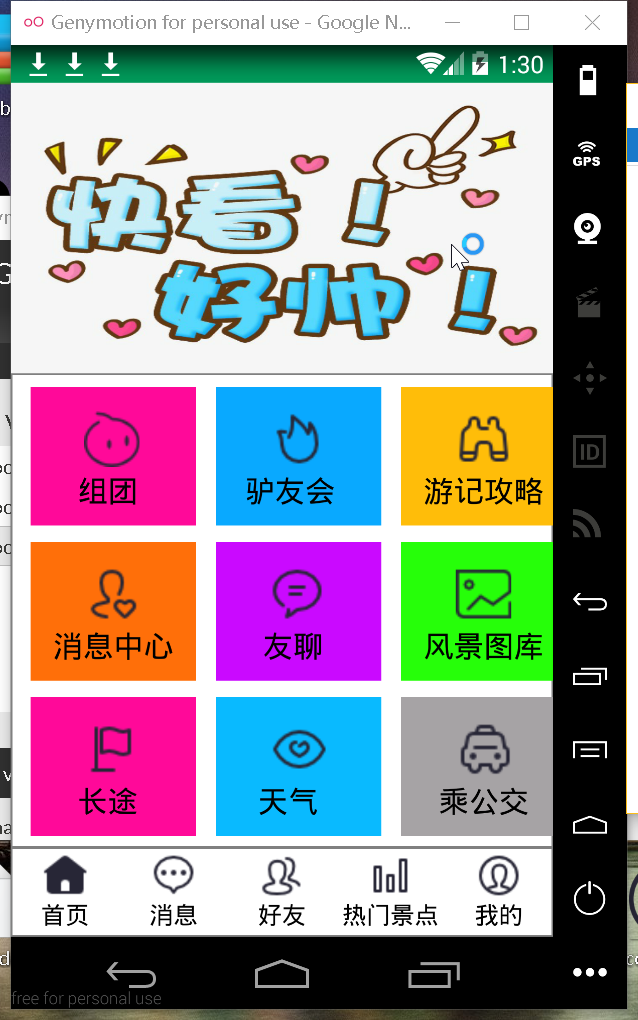 Genymotion for personal use - Google N...
1:30
快看！
好帅！
GPS
组团
驴友会
游记攻略
ID
消息中心
友聊
风景图库
长途
天气
乘公交
首页
消息
好友
热门景点
我的
free for personal use